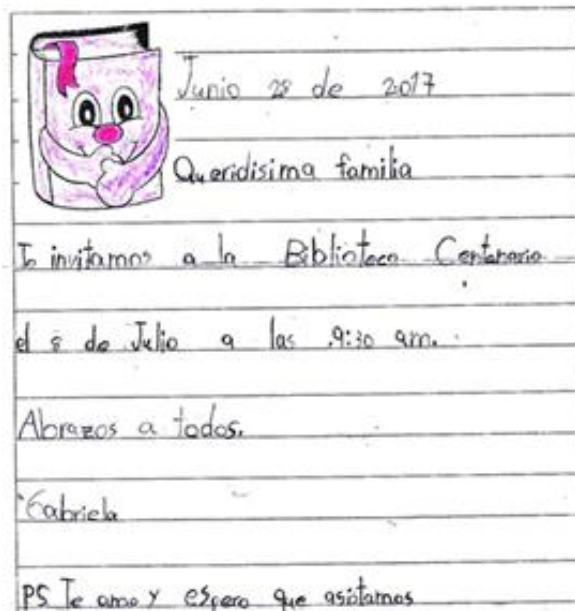 Junio 28 de 2017
Queridisima familia
Te invitamos a la Biblioteca Centenario
el 8 de Julio a las 9:30 am.
Abrazos a todos.
Gabriela
PS Te amo y espero que asistamos